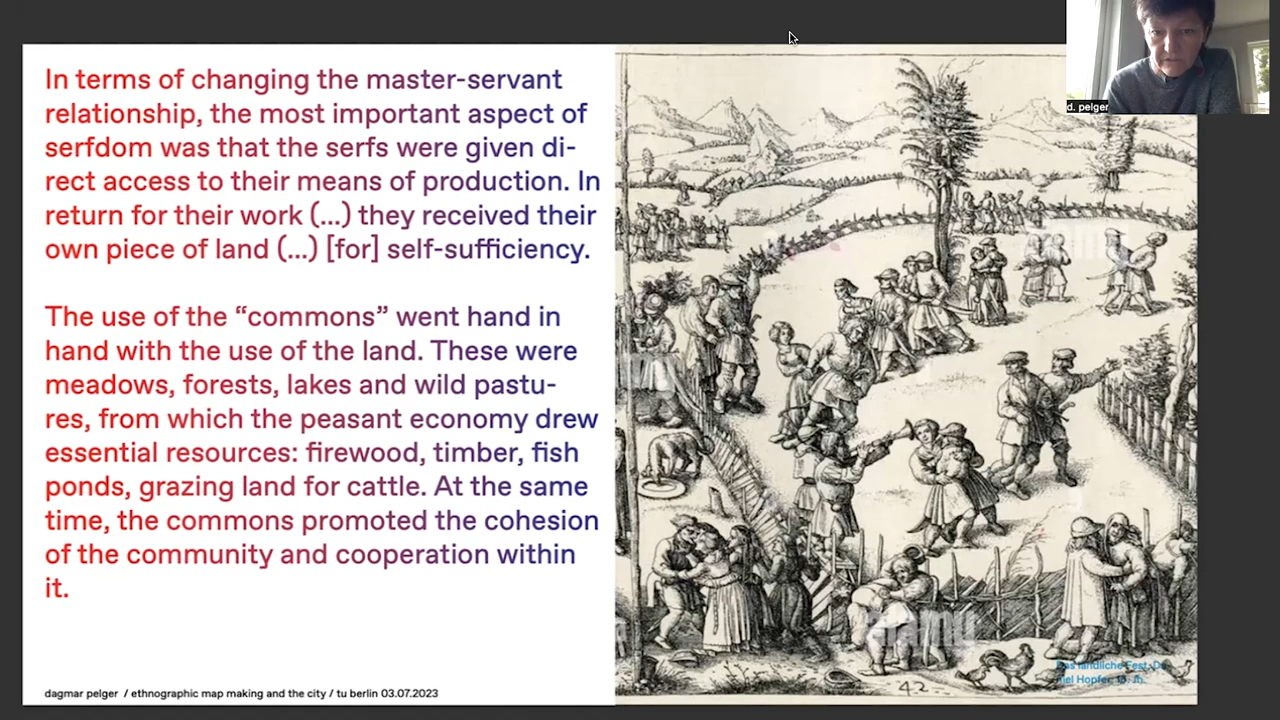 In terms of changing the master-servant
relationship, the most important aspect of
serfdom was that the serfs were given di-
rect access to their means of production. In
return for their work (...) they received their
own piece of land (...) [for] self-sufficiency.
The use of the “commons” went hand in
hand with the use of the land. These were
meadows, forests, lakes and wild pastu-
res, from which the peasant economy drew
essential resources: firewood, timber, fish
ponds, grazing land for cattle. At the same
time, the commons promoted the cohesion
of the community and cooperation within
it.
dagmar pelger / ethnographic map making and the city / tu berlin 03.07.2023
d. pelger
alamy
42.
ländliche Fest,
Hopfer,